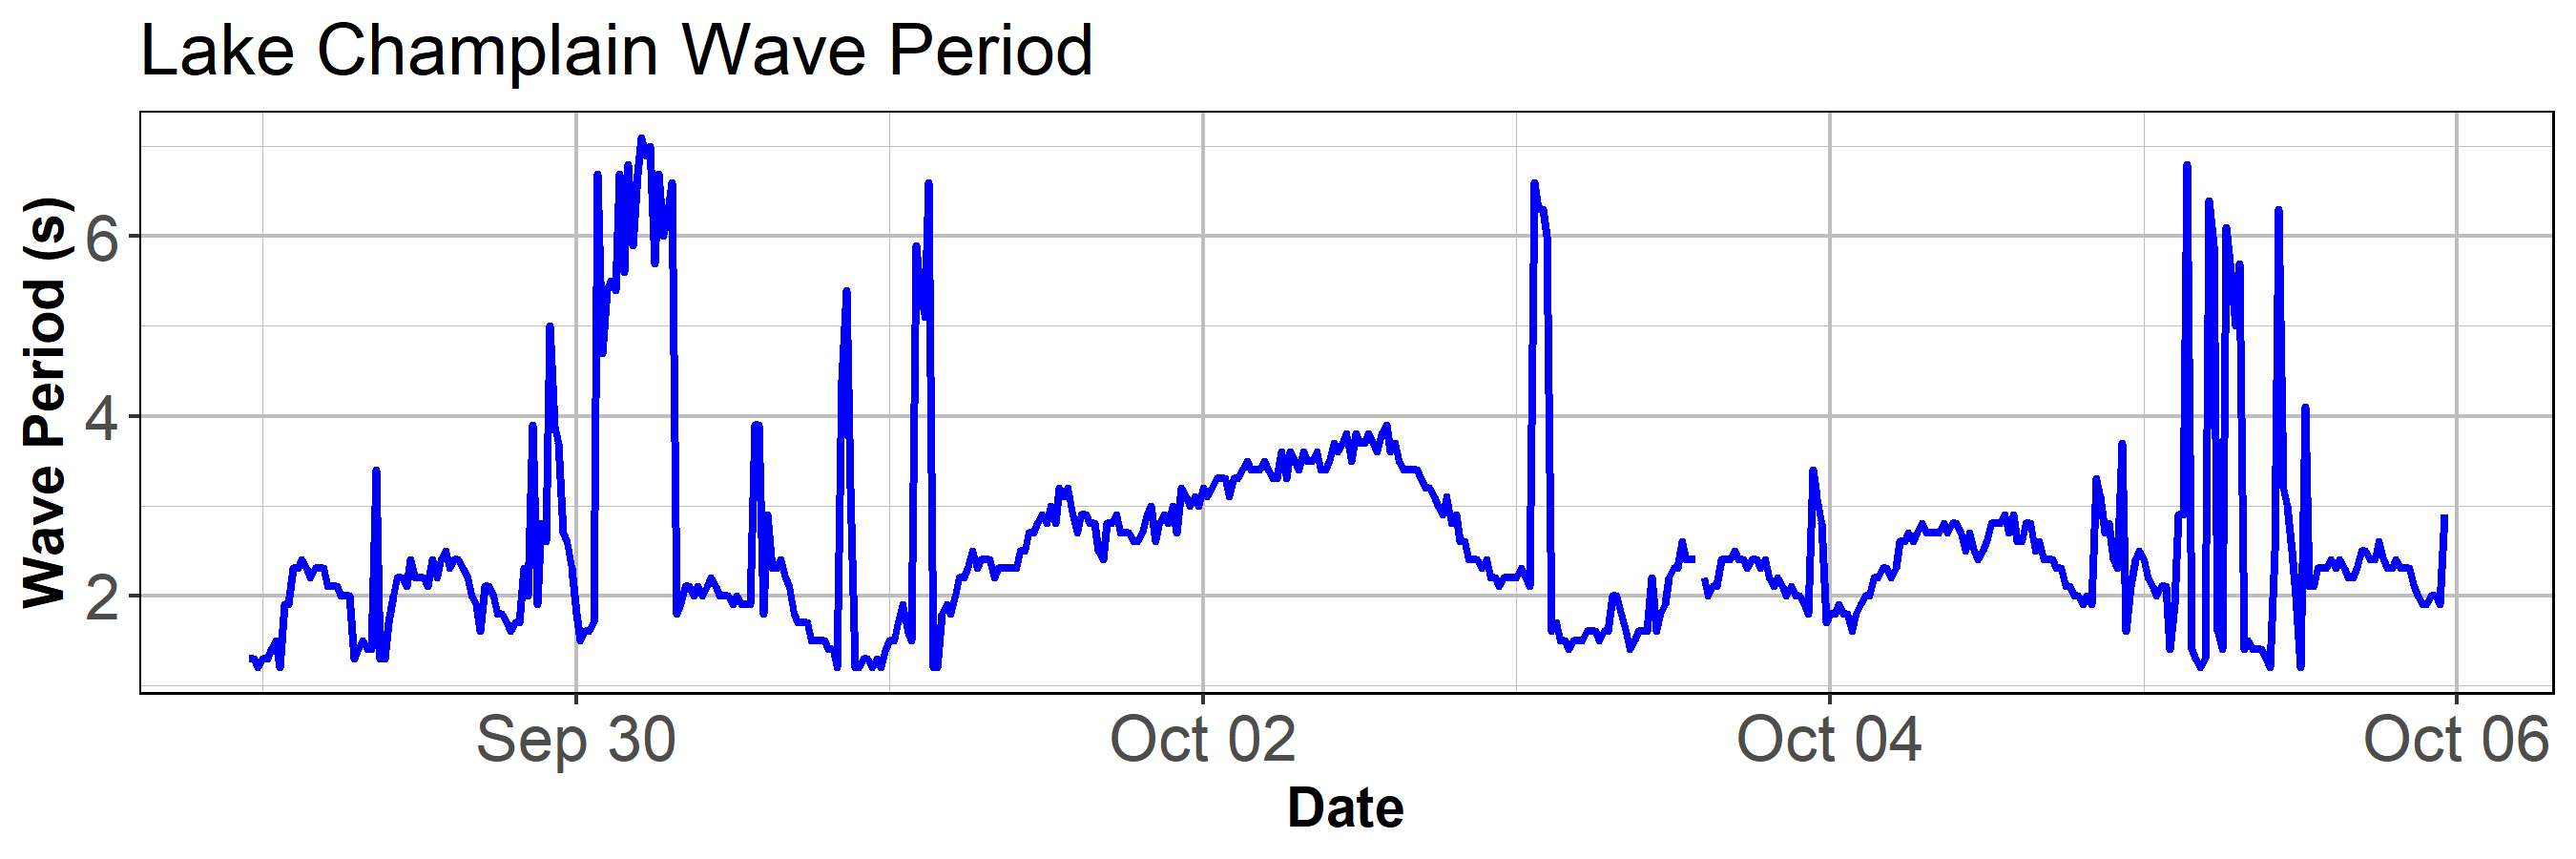 Lake Champlain Wave Period
Wave Period (s)
6
4
2
Sep 30
Oct 02
Oct 04
Oct 06
Date